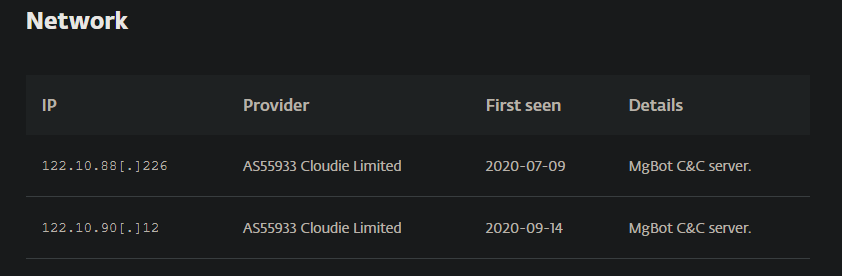 Network
IP Provider First seen Details
122.10.88[.]226 AS55933 Cloudie Limited 2020-07-09 MgBot C&C server.
122.10.90[.]12 AS55933 Cloudie Limited 2020-09-14 MgBot C&C server.